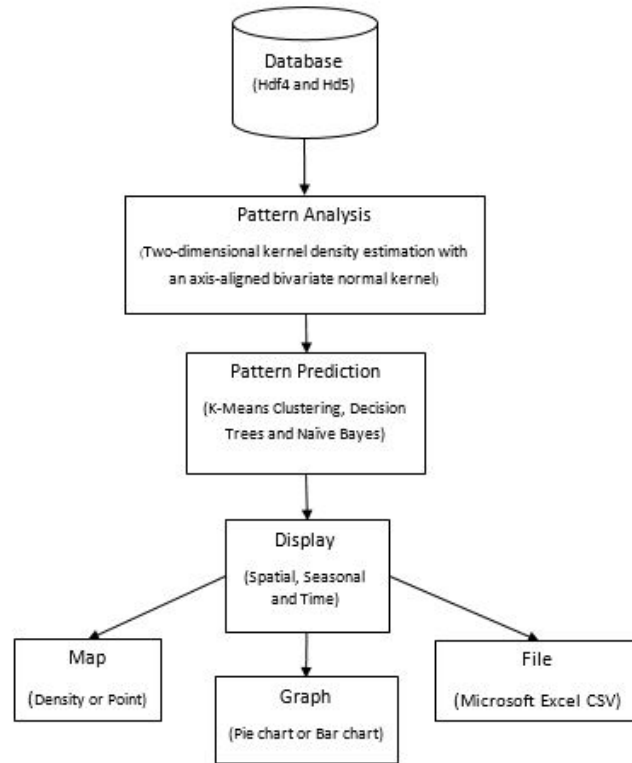 Database
(Hdf4 and Hd5)
Pattern Analysis
(Two-dimensional kernel density estimation with
an axis-aligned bivariate normal kernel)
Pattern Prediction
(K-Means Clustering, Decision
Trees and Naïve Bayes)
Display
(Spatial, Seasonal
and Time)
Map
(Density or Point)
Graph
(Pie chart or Bar chart)
File
(Microsoft Excel CSV)